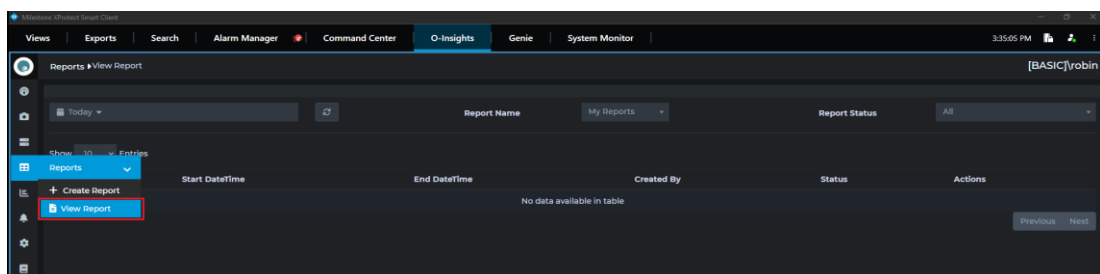 Milestone XProtect Smart Client
Views Exports Search Alarm Manager Command Center O-Insights Genie System Monitor 3:35:05 PM
Reports View Report [BASIC]\robin
Today Report Name My Reports Report Status All
Show 10 Entries
Reports
Start DateTime End DateTime Created By Status Actions
+ Create Report
No data available in table
View Report
Previous Next